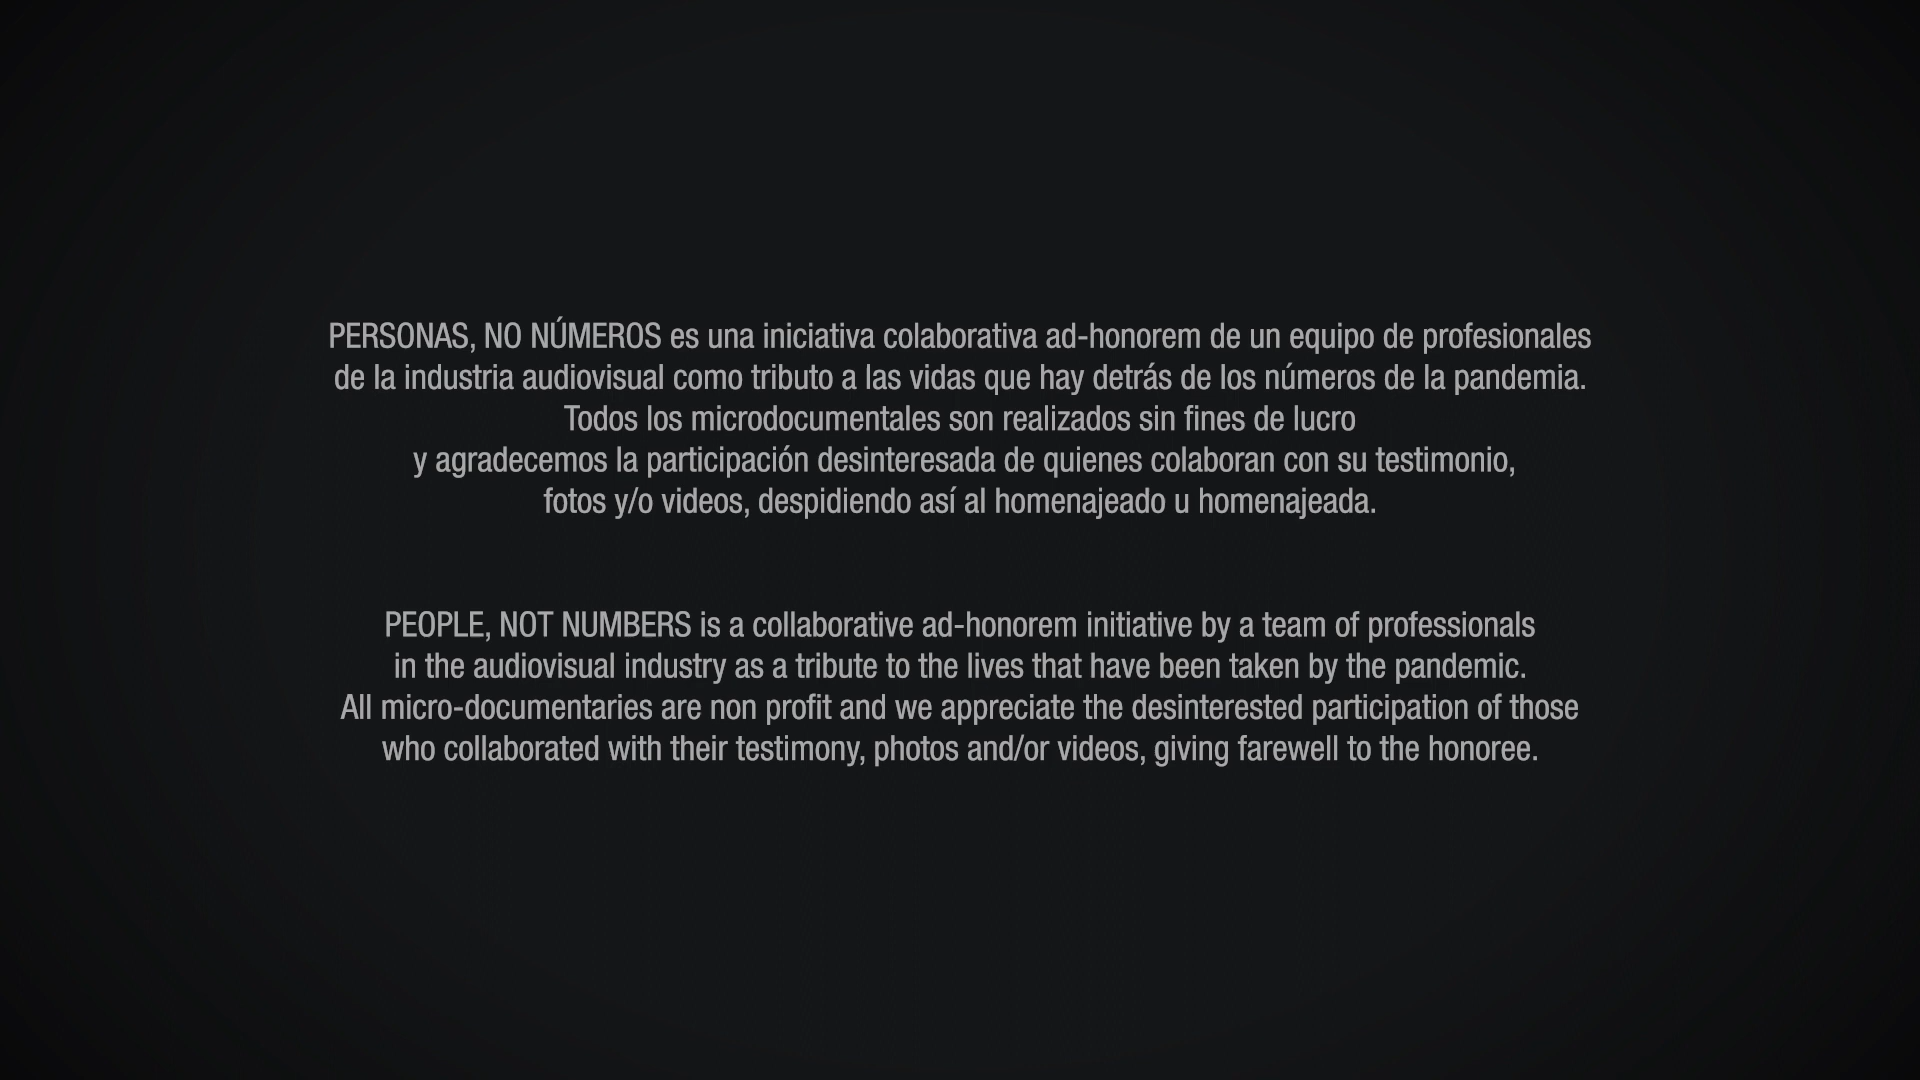 PERSONAS, NO NÚMEROS es una iniciativa colaborativa ad-honorem de un equipo de profesionales
de la industria audiovisual como tributo a las vidas que hay detrás de los números de la pandemia.
Todos los microdocumentales son realizados sin fines de lucro
y agradecemos la participación desinteresada de quienes colaboran con su testimonio,
fotos y/o videos, despidiendo así al homenajeado u homenajeada.
PEOPLE, NOT NUMBERS is a collaborative ad-honorem initiative by a team of professionals
in the audiovisual industry as a tribute to the lives that have been taken by the pandemic.
All micro-documentaries are non profit and we appreciate the desinterested participation of those
who collaborated with their testimony, photos and/or videos, giving farewell to the honoree.